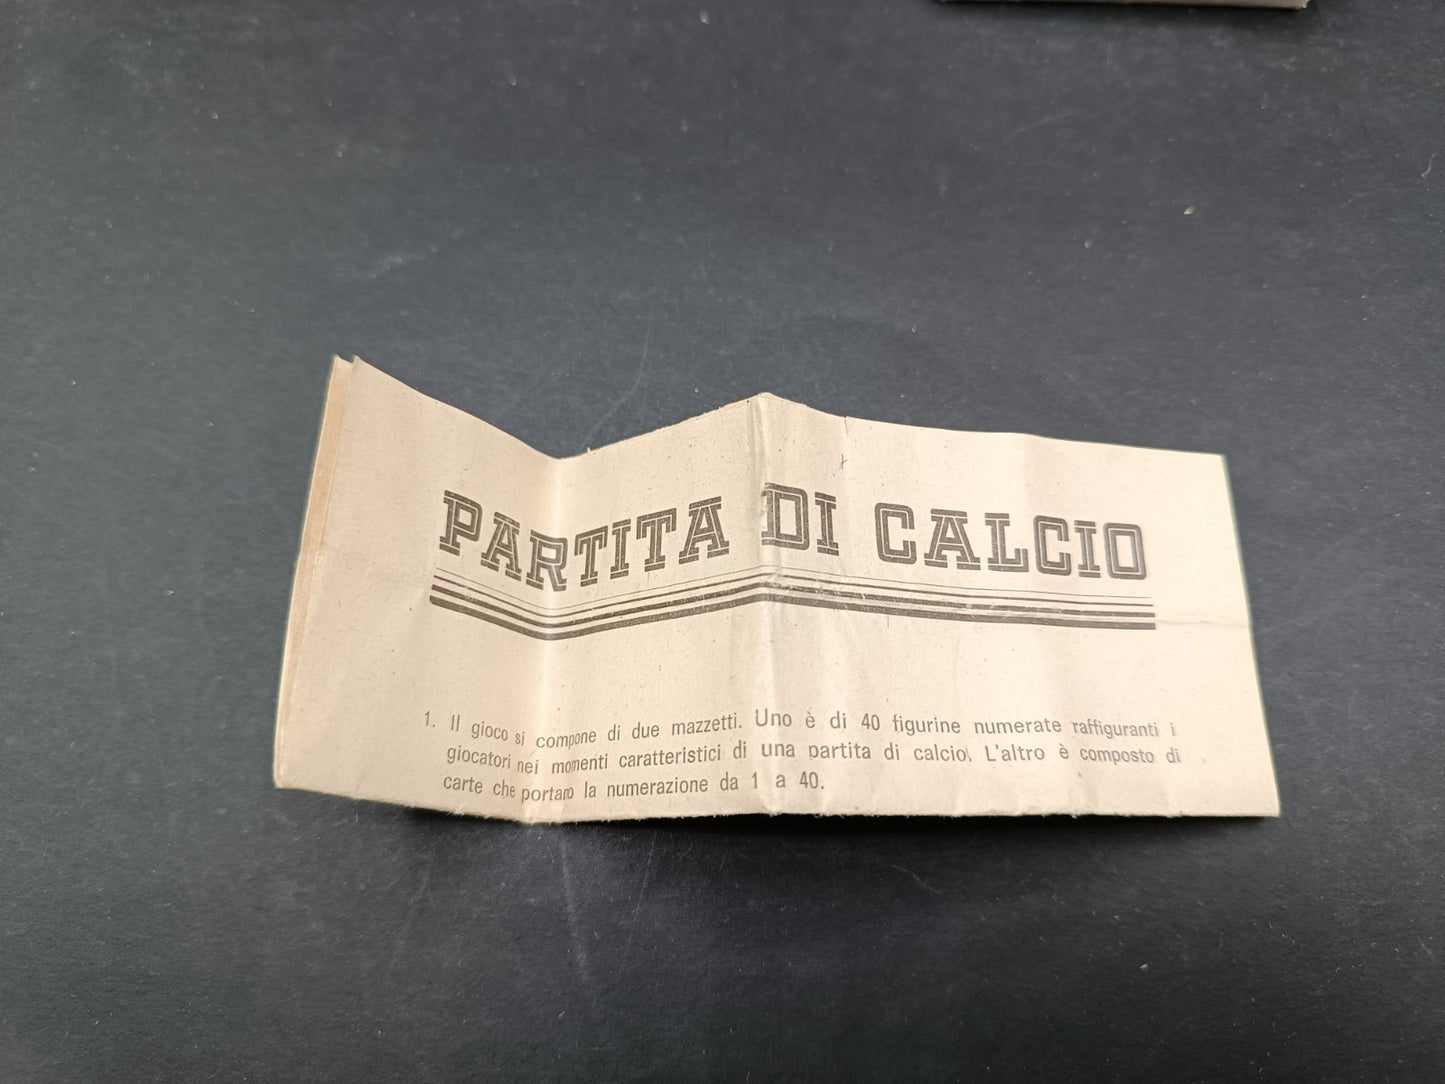 PARTITA DI CALCIO
1. Il gioco si compone di due mazzetti. Uno è di 40 figurine numerate raffiguranti i
giocatori nei momenti caratteristici di una partita di calcio. L'altro è composto di
carte che portano la numerazione da 1 a 40.